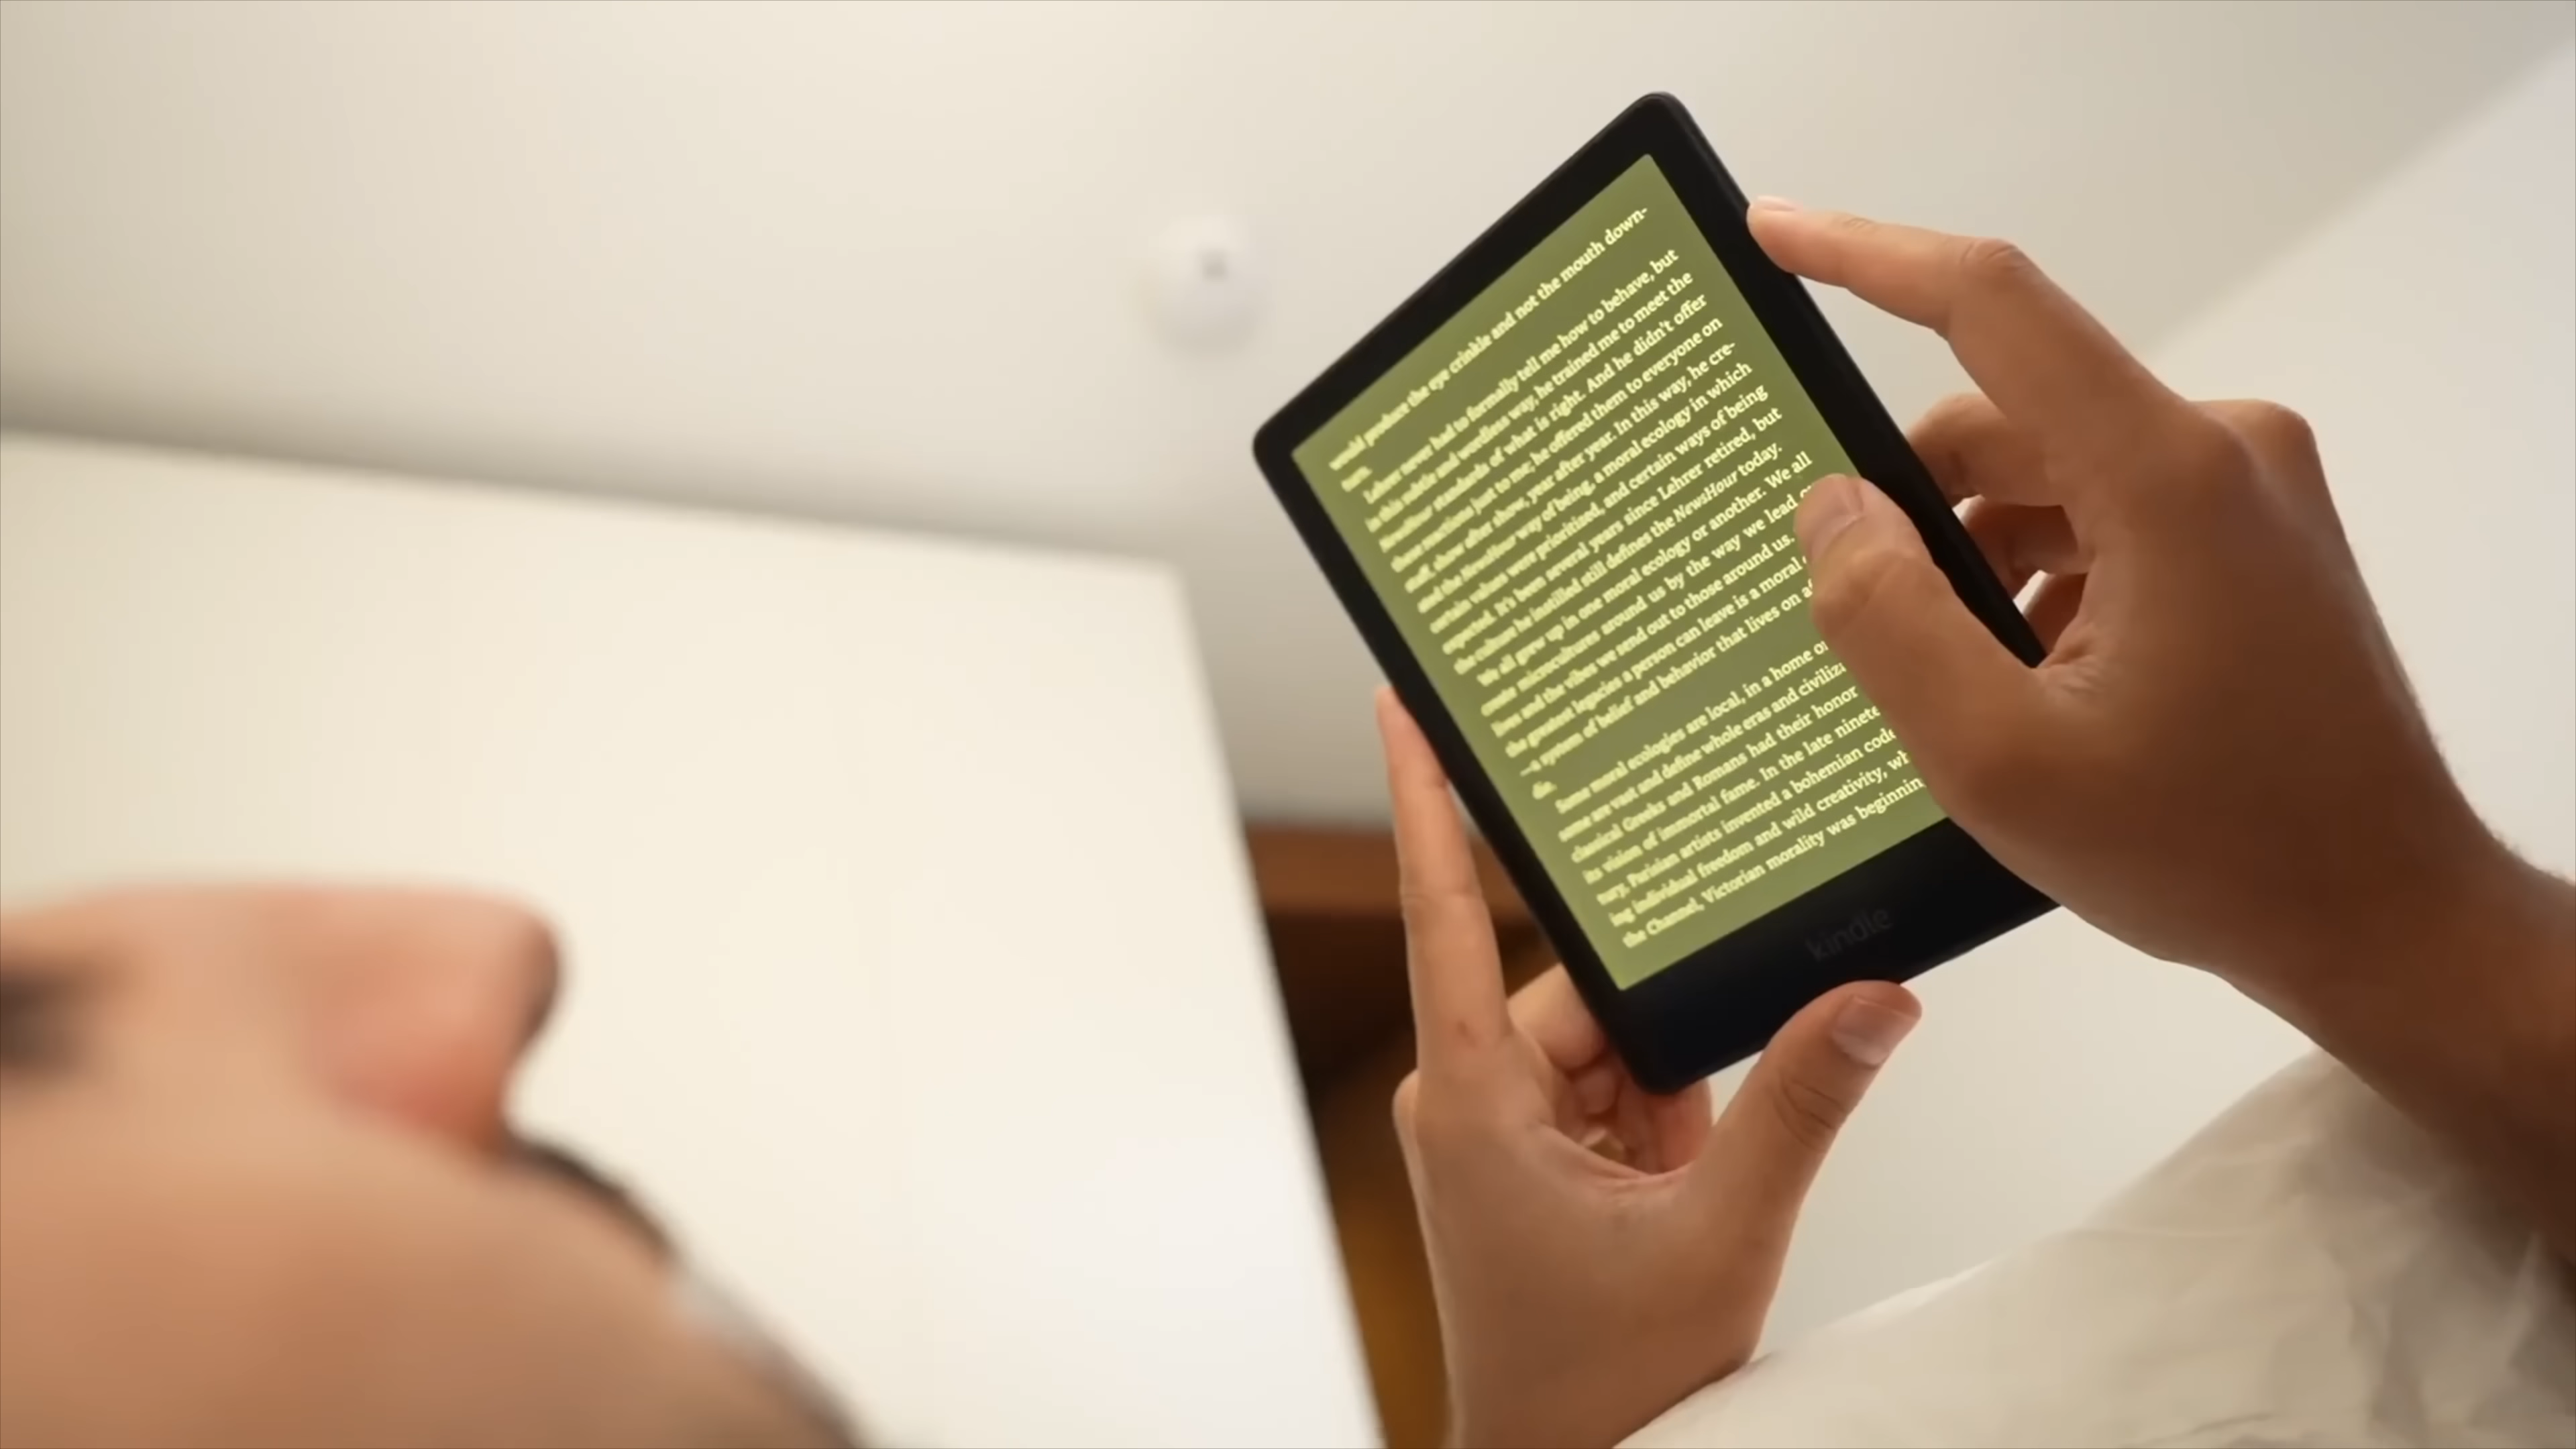 would produce the eye crinkle and not the mouth down-
turn.
Lehrer never had to formally tell me how to behave, but
in this subtle and wordless way, he trained me to meet the
NewsHour standards of what is right. And he didn't offer
these reactions just to me; he offered them to everyone on
staff, show after show, year after year. In this way, he cre-
ated the NewsHour way of being, a moral ecology in which
certain values were prioritized, and certain ways of being
expected. It's been several years since Lehrer retired, but
the culture he instilled still defines the NewsHour today.
We all grew up in one moral ecology or another. We all
create microcultures around us by the way we lead
lives and the vibes we send out to those around us.
the greatest legacies a person can leave is a moral
—a system of belief and behavior that lives on
die.
Some moral ecologies are local, in a home or
some are vast and define whole eras and
classical Greeks and Romans had their honor
its vision of immortal fame. In the late
tury, Parisian artists invented a bohemian code
ing individual freedom and wild creativity,
the Channel, Victorian morality was
kindle